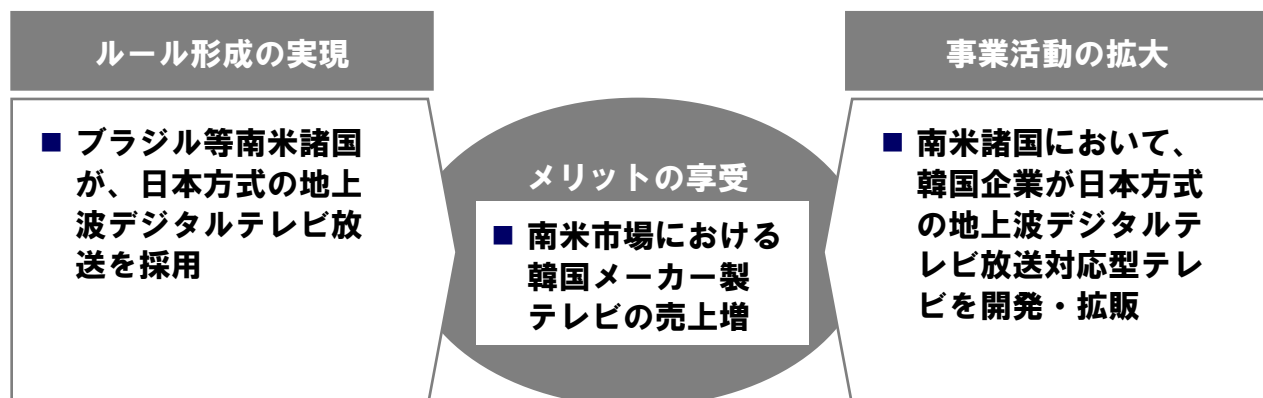 ルール形成の実現
■ ブラジル等南米諸国
が、日本方式の地上
波デジタルテレビ放
送を採用
メリットの享受
■ 南米市場における
韓国メーカー製
テレビの売上増
事業活動の拡大
■ 南米諸国において、
韓国企業が日本方式
の地上波デジタルテ
レビ放送対応型テレ
ビを開発・拡販